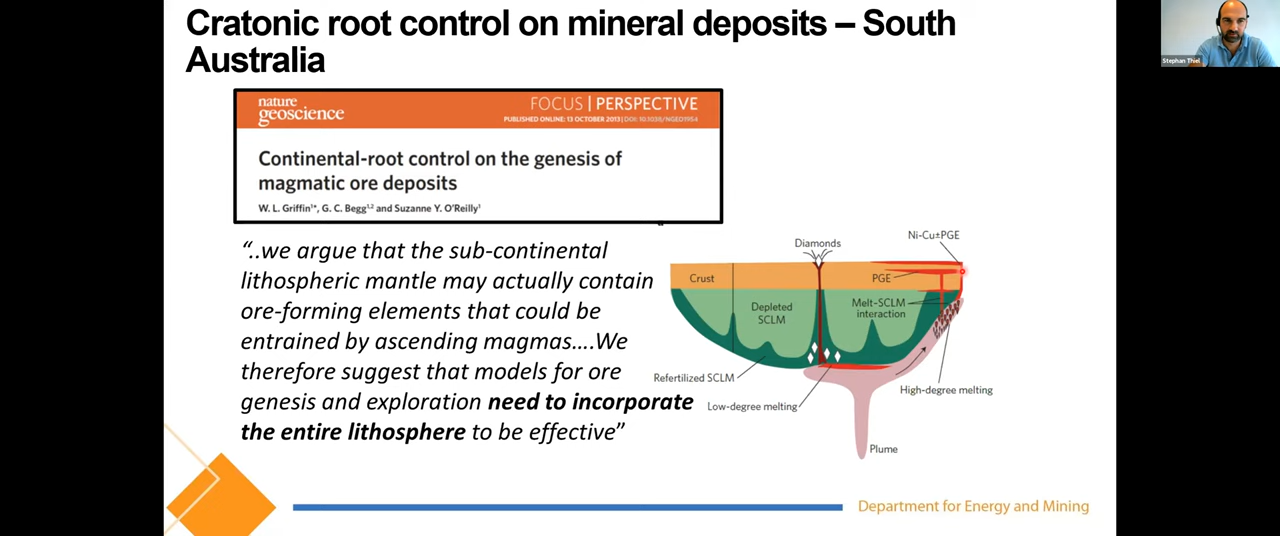 Cratonic root control on mineral deposits – South
Australia
Stephan Thiel
nature
geoscience
FOCUS | PERSPECTIVE
PUBLISHED ONLINE: 13 OCTOBER 2013 | DOI: 10.1038/NGEO1954
Continental-root control on the genesis of
magmatic ore deposits
W. L. Griffin¹*, G. C. Begg¹,² and Suzanne Y. O'Reilly¹
“..we argue that the sub-continental
lithospheric mantle may actually contain
ore-forming elements that could be
entrained by ascending magmas….We
therefore suggest that models for ore
genesis and exploration need to incorporate
the entire lithosphere to be effective”
Ni-Cu±PGE
Diamonds
Crust
PGE
Depleted
SCLM
Melt–SCLM
interaction
Refertilized SCLM
Low-degree melting
High-degree melting
Plume
Department for Energy and Mining